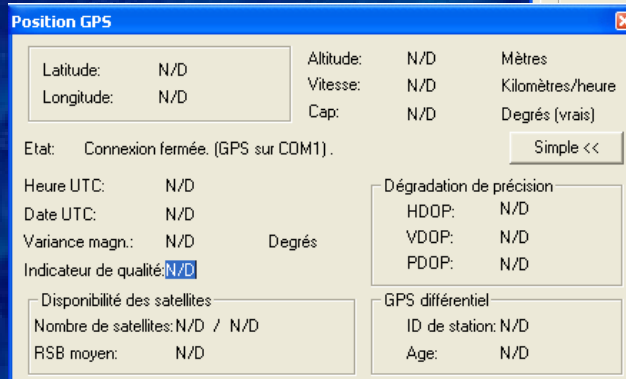 Position GPS
Latitude: N/D
Longitude: N/D
Altitude: N/D Mètres
Vitesse: N/D Kilomètres/heure
Cap: N/D Degrés (vrais)
Etat: Connexion fermée. (GPS sur COM1) .
Simple <<
Heure UTC: N/D
Date UTC: N/D
Variance magn.: N/D Degrés
Indicateur de qualité: N/D
Dégradation de précision
HDOP: N/D
VDOP: N/D
PDOP: N/D
Disponibilité des satellites
Nombre de satellites: N/D / N/D
RSB moyen: N/D
GPS différentiel
ID de station: N/D
Age: N/D